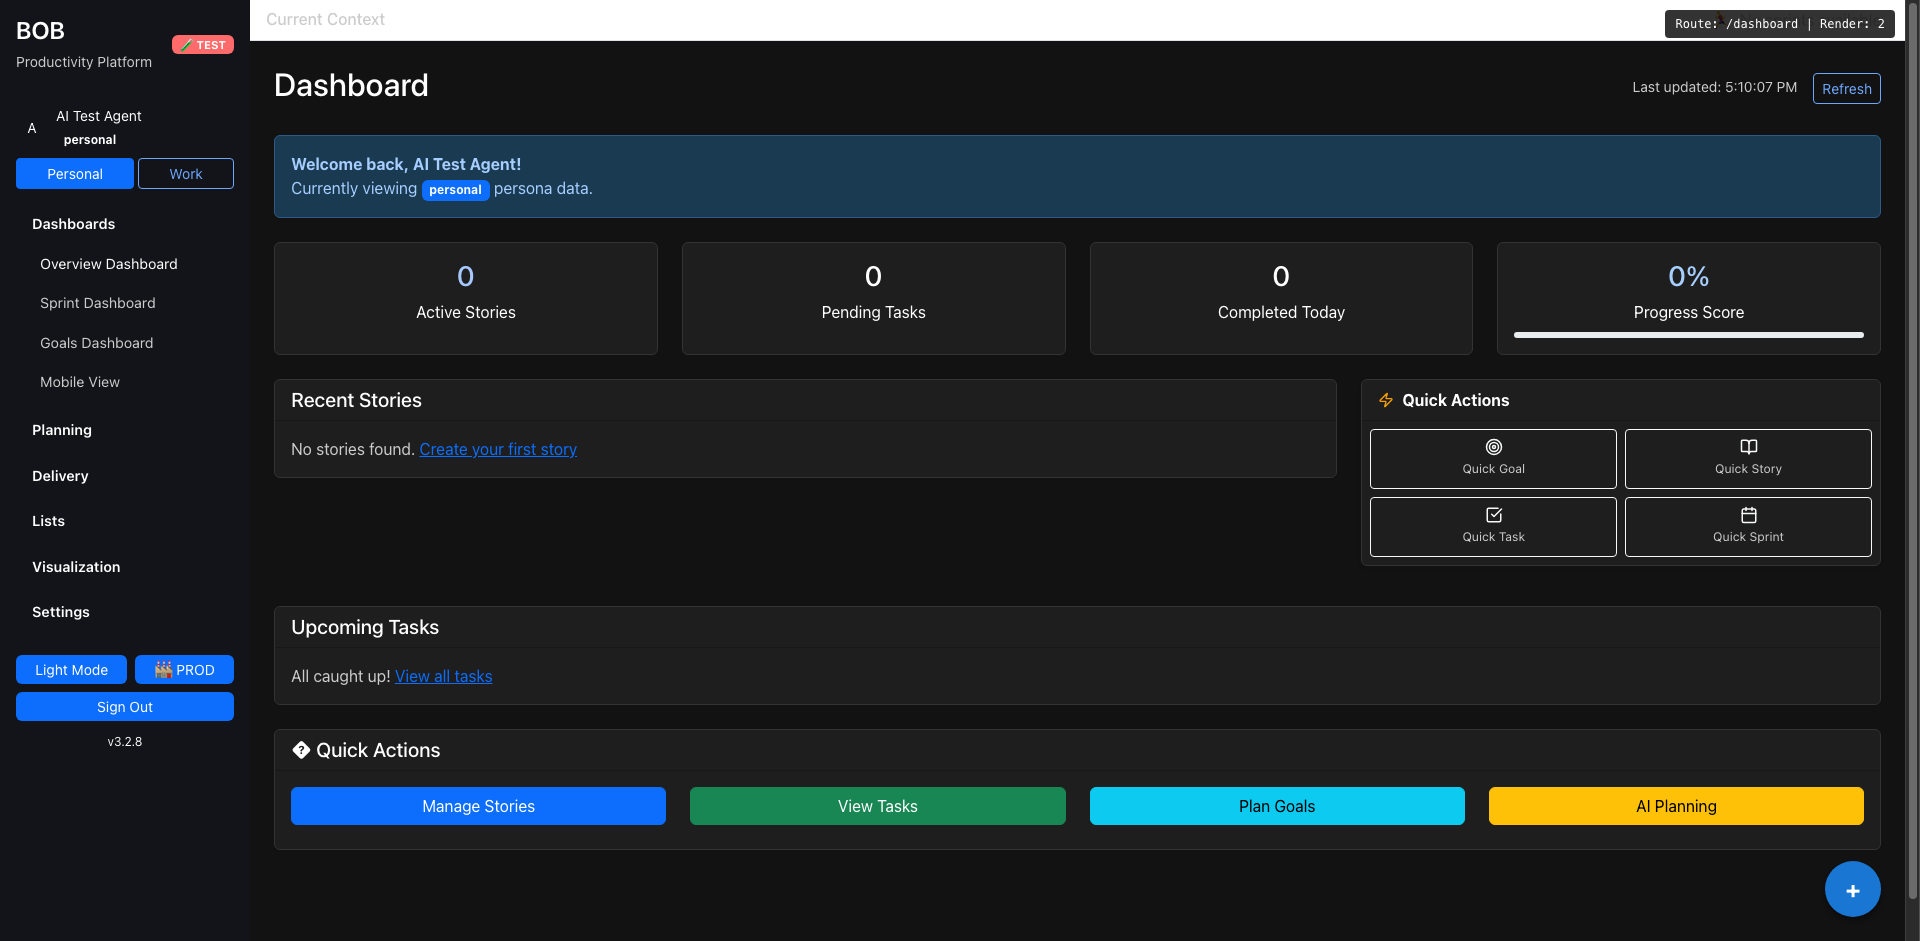 BOB
TEST
Productivity Platform
A
AI Test Agent
personal
Personal
Work
Dashboards
Overview Dashboard
Sprint Dashboard
Goals Dashboard
Mobile View
Planning
Delivery
Lists
Visualization
Settings
Light Mode
PROD
Sign Out
v3.2.8
Current Context
Route: /dashboard | Render: 2
Dashboard
Last updated: 5:10:07 PM
Refresh
Welcome back, AI Test Agent!
Currently viewing personal persona data.
0
Active Stories
0
Pending Tasks
0
Completed Today
0%
Progress Score
Recent Stories
No stories found. Create your first story
Quick Actions
Quick Goal
Quick Story
Quick Task
Quick Sprint
Upcoming Tasks
All caught up! View all tasks
Quick Actions
Manage Stories
View Tasks
Plan Goals
AI Planning
+